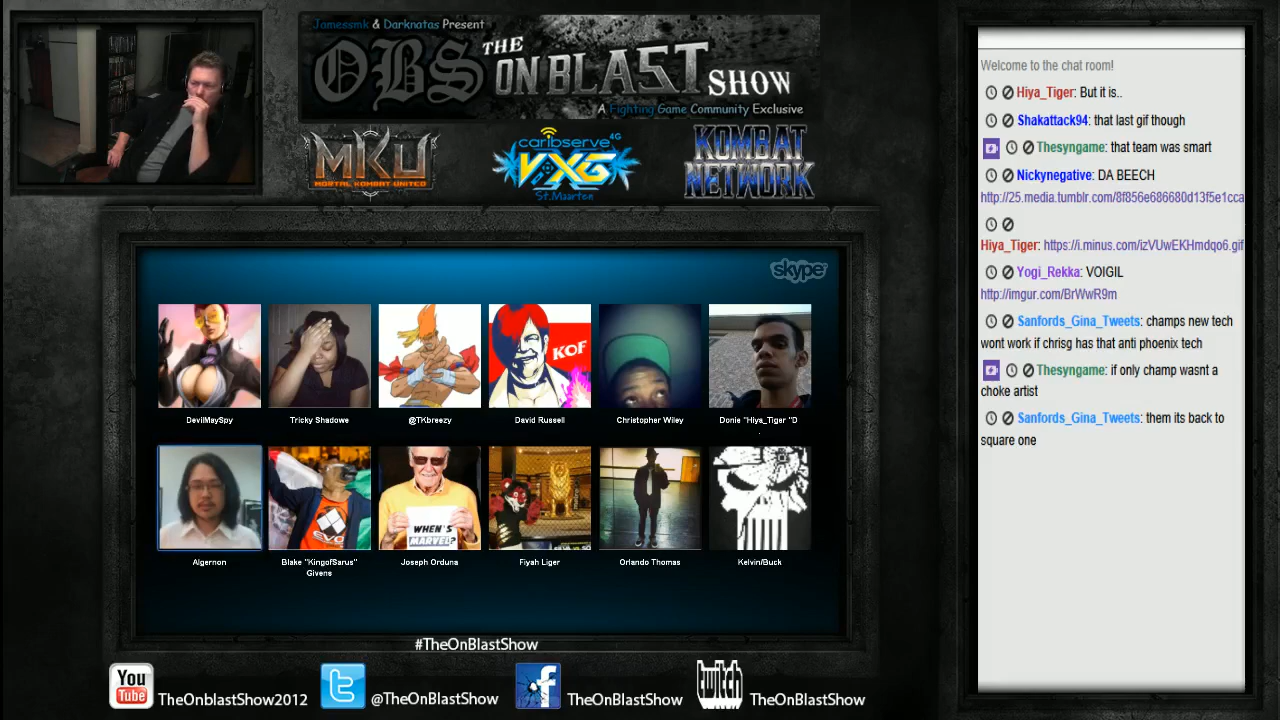 Jamessmk & Darknatas Present
OBS THE ON BLAST SHOW
A Fighting Game Community Exclusive
MKU
MORTAL KOMBAT UNITED
caribserve 4G
VXG
St.Maarten
KOMBAT
NETWORK
skype
KOF
DevilMaySpy
Tricky Shadowe
@TKbreezy
David Russell
Christopher Wiley
Donie "Hiya_Tiger "D
EVO
WHEN'S
MARVEL?
Algernon
Blake "KingofSarus"
Givens
Joseph Orduna
Fiyah Liger
Orlando Thomas
Kelvin/Buck
#TheOnBlastShow
You
Tube
TheOnblastShow2012
@TheOnBlastShow
TheOnBlastShow
twitch
TheOnBlastShow
Welcome to the chat room!
Hiya_Tiger: But it is..
Shakattack94: that last gif though
Thesyngame: that team was smart
Nickynegative: DA BEECH
http://25.media.tumblr.com/8f856e686680d13f5e1cca
Hiya_Tiger: https://i.minus.com/izVUwEKHmdqo6.gif
Yogi_Rekka: VOIGIL
http://imgur.com/BrWwR9m
Sanfords_Gina_Tweets: champs new tech
wont work if chrisg has that anti phoenix tech
Thesyngame: if only champ wasnt a
choke artist
Sanfords_Gina_Tweets: them its back to
square one